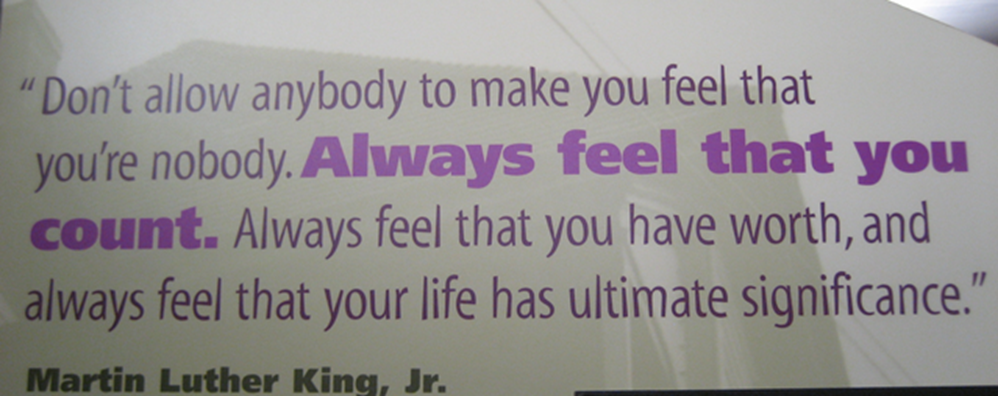 “Don’t allow anybody to make you feel that
you’re nobody. Always feel that you
count. Always feel that you have worth, and
always feel that your life has ultimate significance.”
Martin Luther King, Jr.